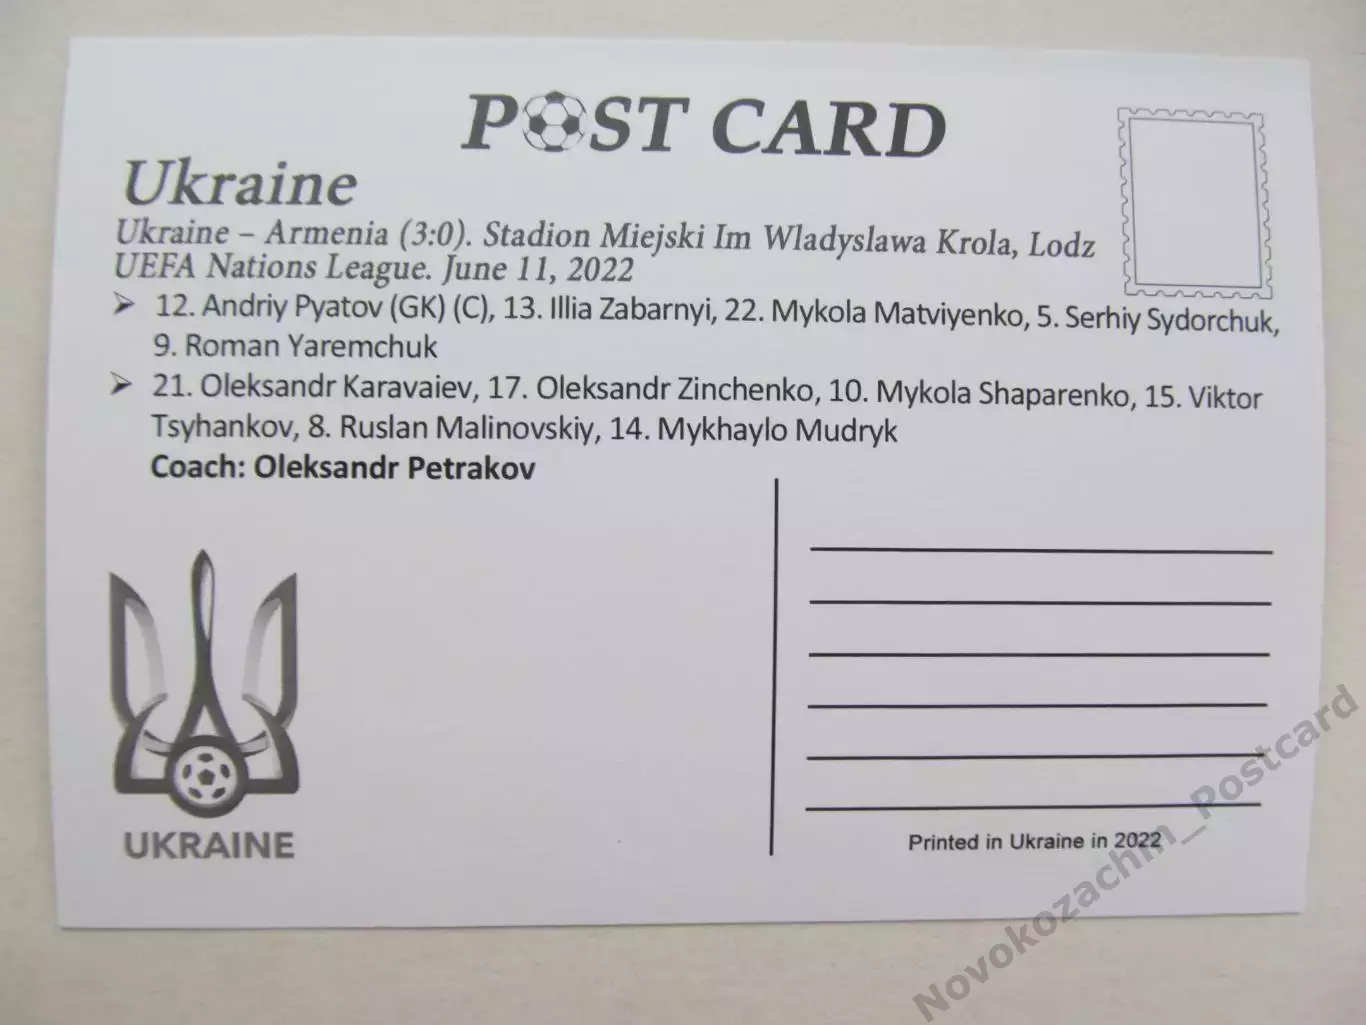 POST CARD
Ukraine
Ukraine – Armenia (3:0). Stadion Miejski Im Wladyslawa Krola, Lodz
UEFA Nations League. June 11, 2022
➢ 12. Andriy Pyatov (GK) (C), 13. Illia Zabarnyi, 22. Mykola Matviyenko, 5. Serhiy Sydorchuk,
9. Roman Yaremchuk
➢ 21. Oleksandr Karavaiev, 17. Oleksandr Zinchenko, 10. Mykola Shaparenko, 15. Viktor
Tsyhankov, 8. Ruslan Malinovskiy, 14. Mykhaylo Mudryk
Coach: Oleksandr Petrakov
UKRAINE
Printed in Ukraine in 2022
Novokozachm_Postcard